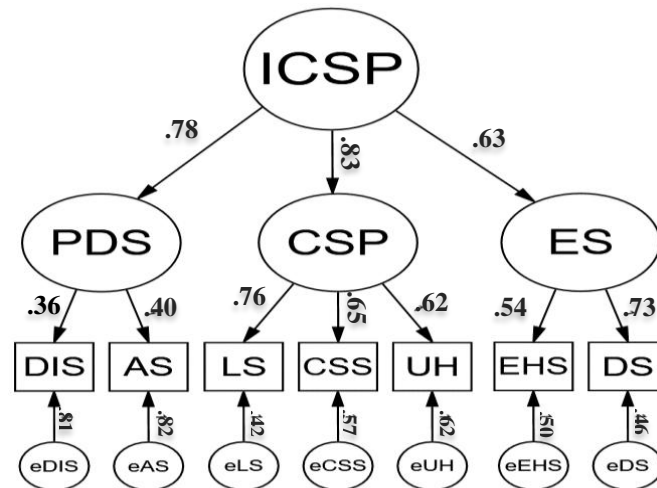 ICSP
.78 .83 .63
PDS CSP ES
.36 .40 .76 .65 .62 .54 .73
DIS AS LS CSS UH EHS DS
.81 .82 .42 .57 .62 .50 .46
eDIS eAS eLS eCSS eUH eEHS eDS